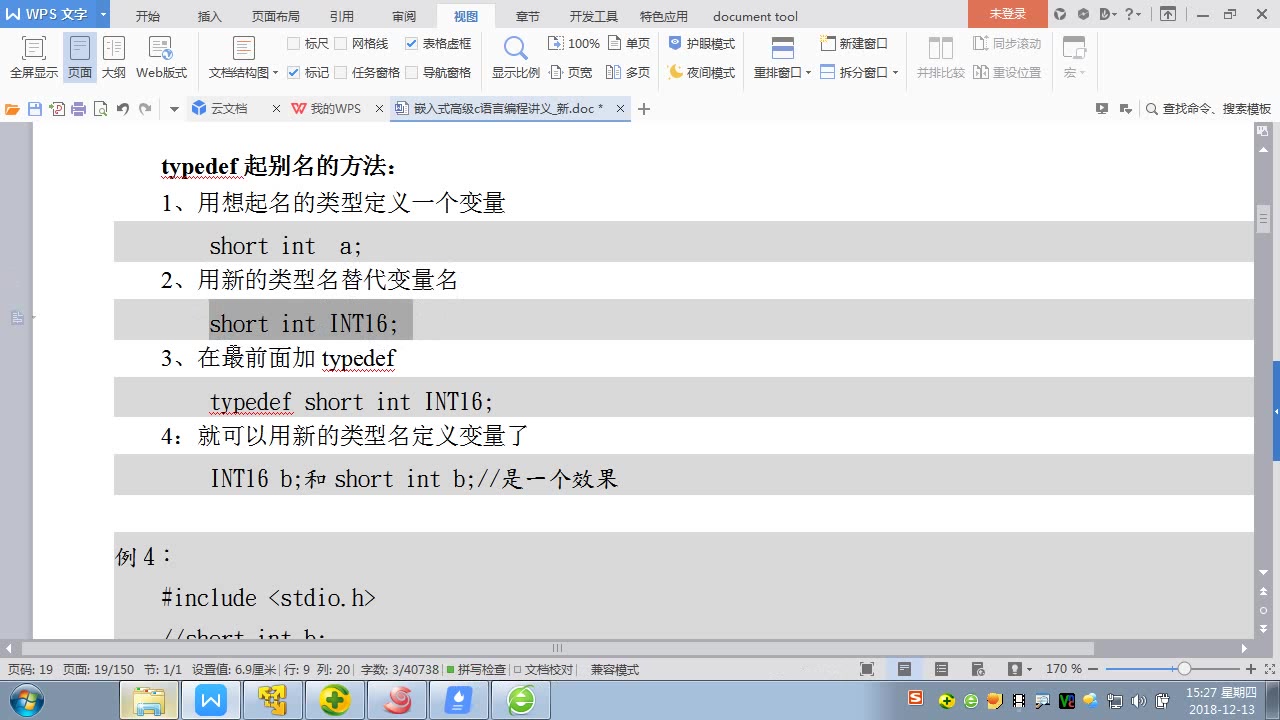 WPS 文字 开始 插入 页面布局 引用 审阅 视图 章节 开发工具 特色应用 document tool 未登录
标尺 网格线 表格虚框 100% 单页 护眼模式 新建窗口 同步滚动
全屏显示 页面 大纲 Web版式 文档结构图 标记 任务窗格 导航窗格 显示比例 页宽 多页 夜间模式 重排窗口 拆分窗口 并排比较 重设位置 宏
云文档 我的WPS 嵌入式高级c语言编程讲义_新.doc * 查找命令、搜索模板
typedef 起别名的方法：
1、用想起名的类型定义一个变量
short int a;
2、用新的类型名替代变量名
short int INT16;
3、在最前面加 typedef
typedef short int INT16;
4：就可以用新的类型名定义变量了
INT16 b;和 short int b;//是一个效果
例 4：
#include <stdio.h>
//short int b;
页码: 19 页面: 19/150 节: 1/1 设置值: 6.9厘米 行: 9 列: 20 字数: 3/40738 拼写检查 文档校对 兼容模式 170 %
15:27 星期四
2018-12-13